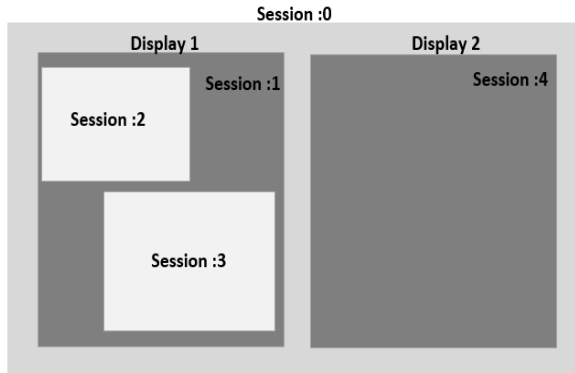 Session :0
Display 1
Display 2
Session :1
Session :4
Session :2
Session :3